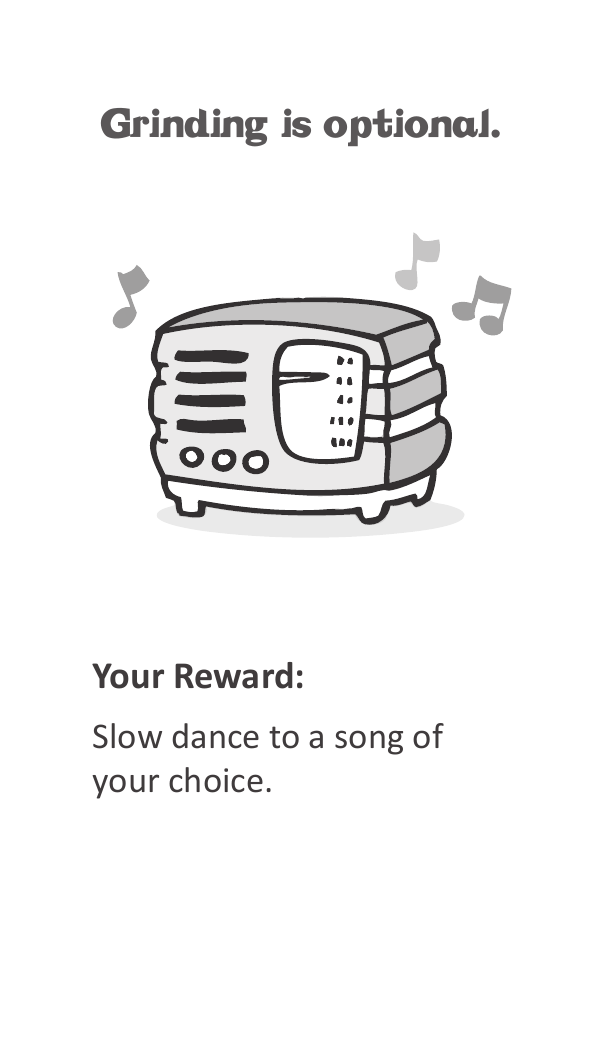 Grinding is optional.
Your Reward:
Slow dance to a song of
your choice.